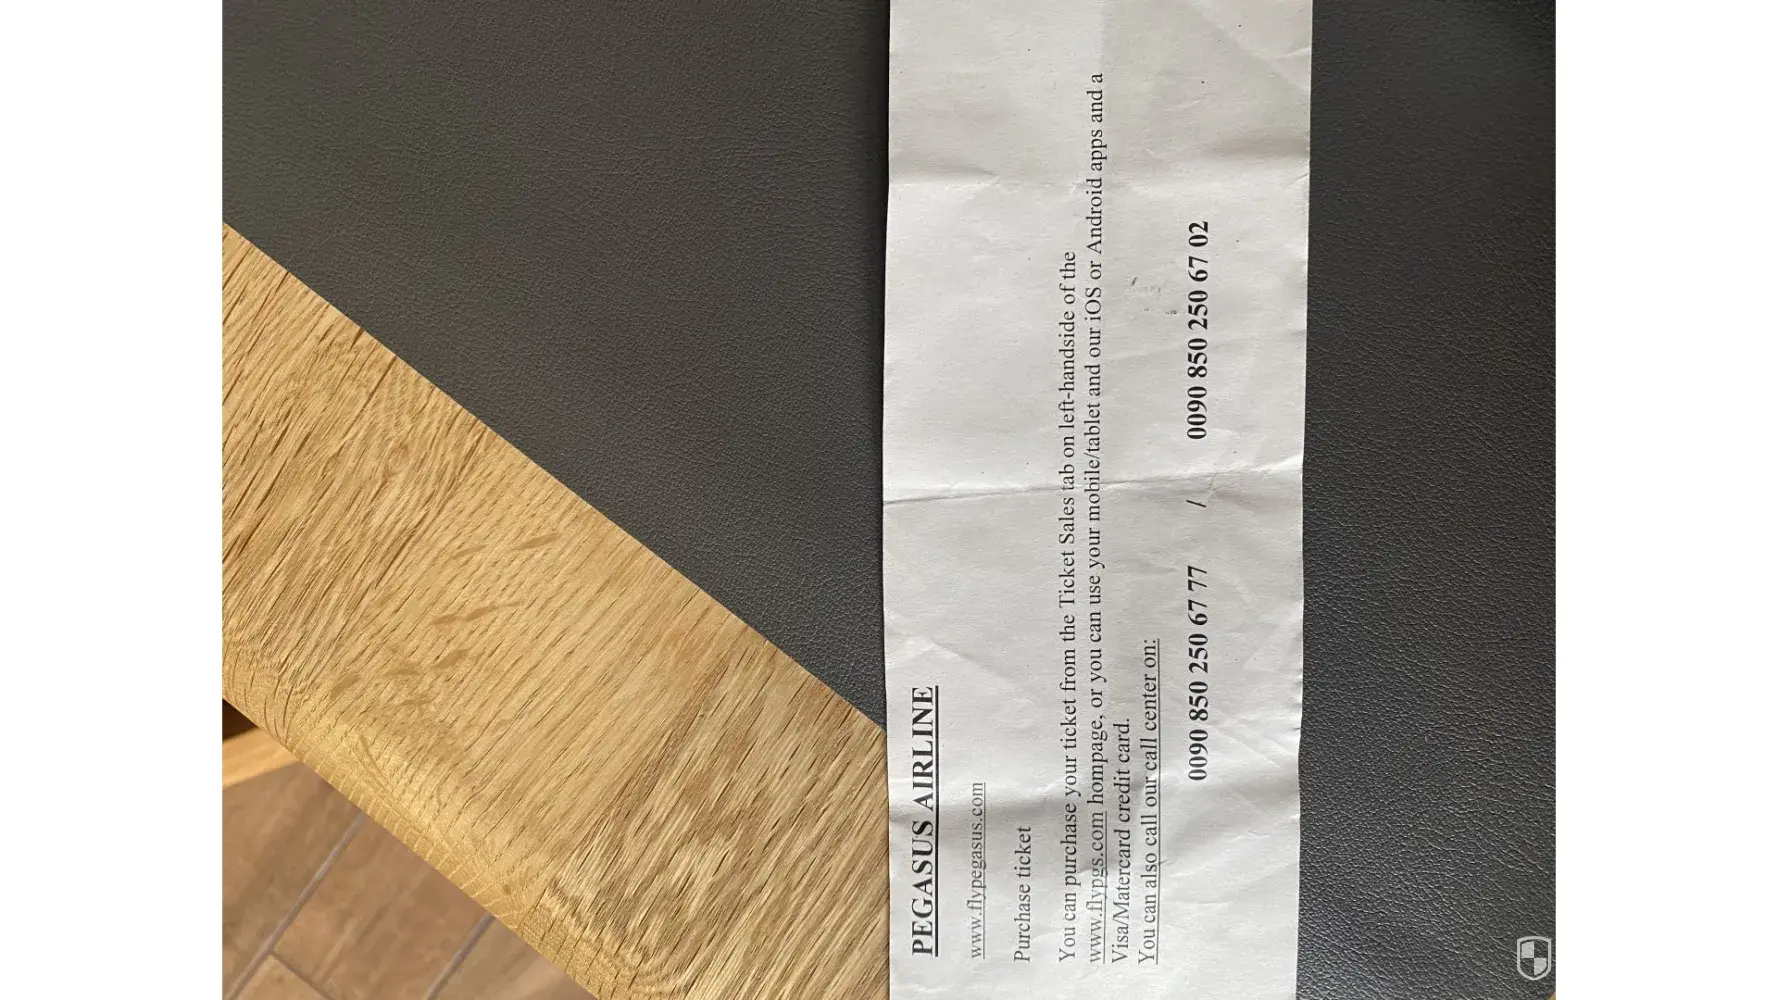 PEGASUS AIRLINE
www.flypegasus.com
Purchase ticket
You can purchase your ticket from the Ticket Sales tab on left-handside of the
www.flypgs.com hompage, or you can use your mobile/tablet and our iOS or Android apps and a
Visa/Matercard credit card.
You can also call our call center on:
0090 850 250 67 77 / 0090 850 250 67 02